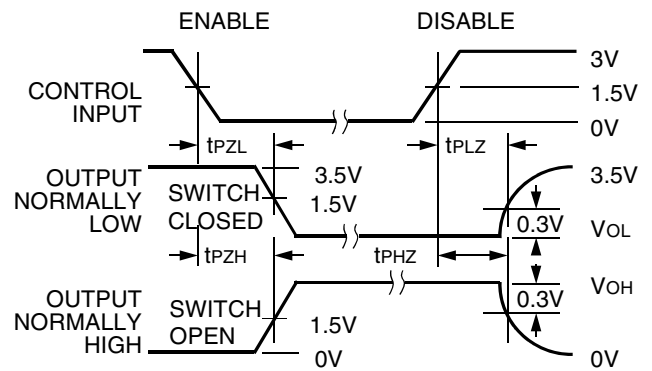 ENABLE
DISABLE
CONTROL
INPUT
3V
1.5V
0V
tPZL
tPLZ
OUTPUT
NORMALLY
LOW
SWITCH
CLOSED
3.5V
1.5V
3.5V
0.3V
VOL
tPZH
tPHZ
OUTPUT
NORMALLY
HIGH
SWITCH
OPEN
1.5V
0V
0.3V
VOH
0V